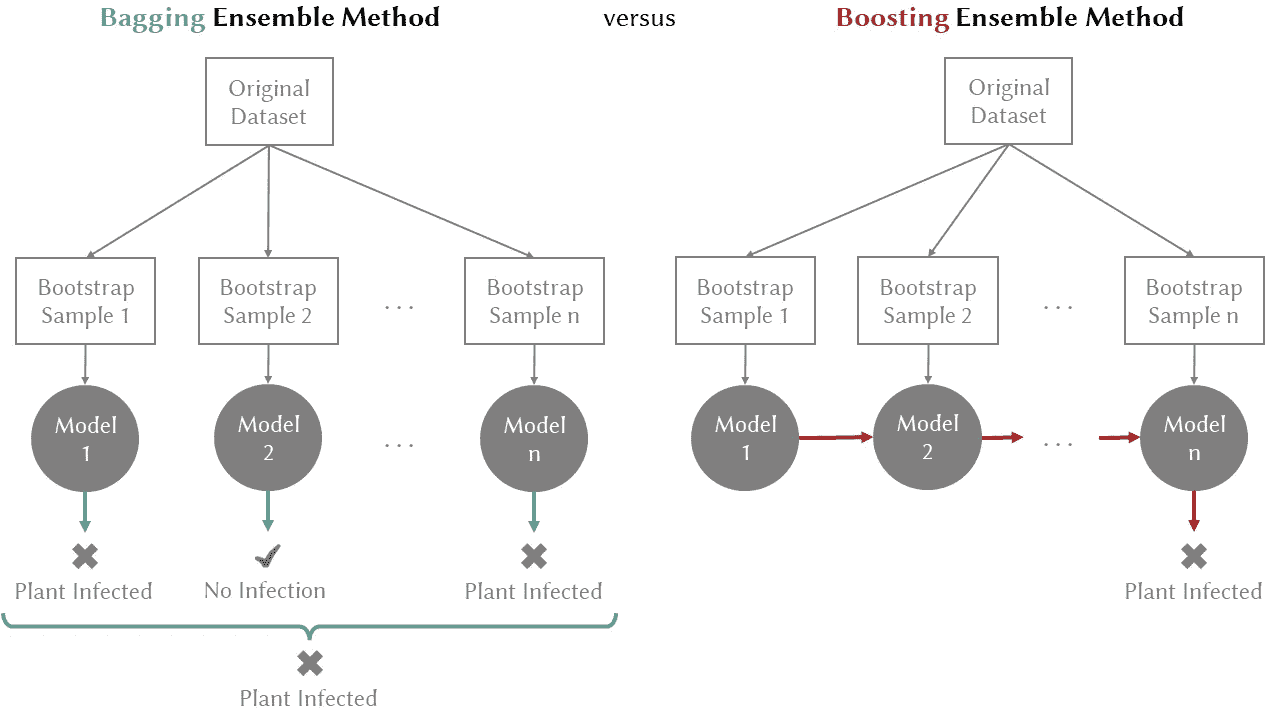 Bagging Ensemble Method versus Boosting Ensemble Method
Original
Dataset
Bootstrap
Sample 1
Bootstrap
Sample 2
...
Bootstrap
Sample n
Model
1
Model
2
...
Model
n
Plant Infected
No Infection
Plant Infected
Plant Infected
Original
Dataset
Bootstrap
Sample 1
Bootstrap
Sample 2
...
Bootstrap
Sample n
Model
1
Model
2
...
Model
n
Plant Infected